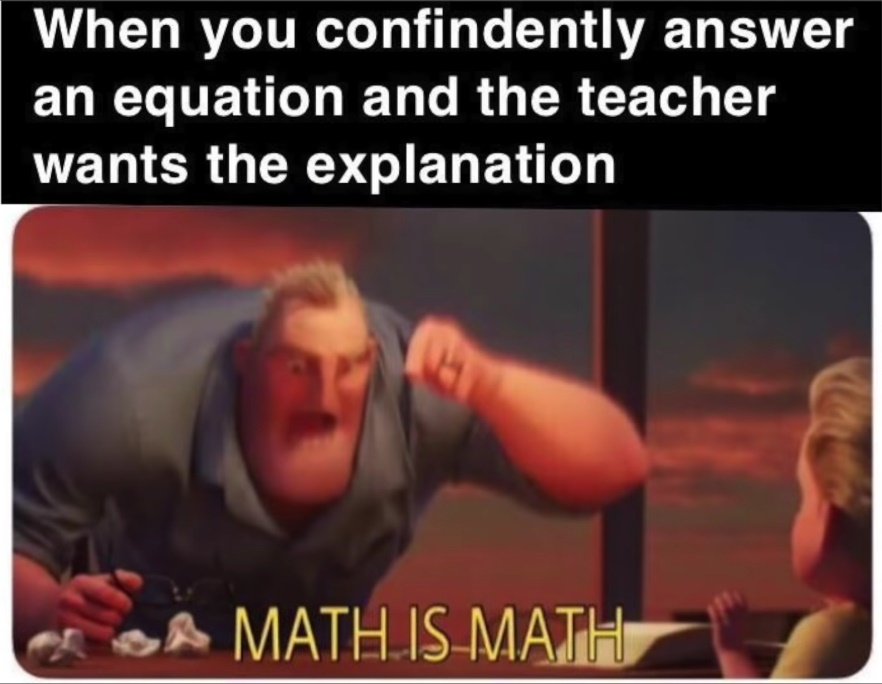 When you confindently answer
an equation and the teacher
wants the explanation
MATH IS MATH